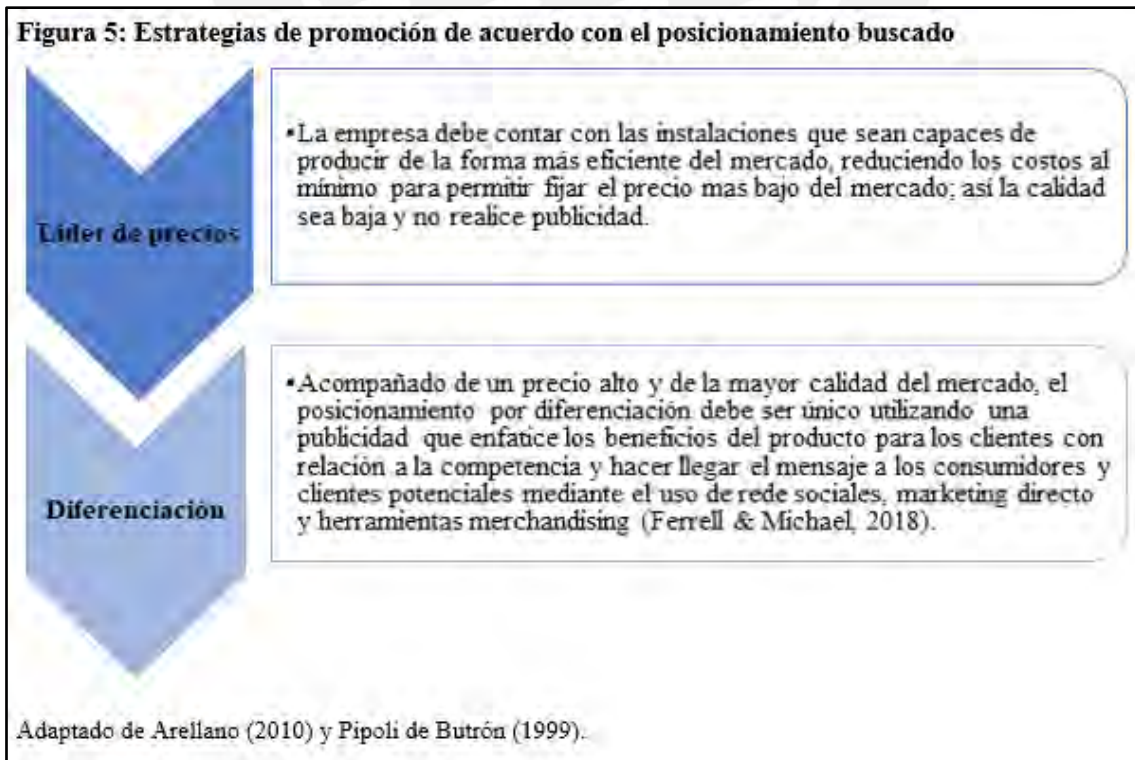 Figura 5: Estrategias de promoción de acuerdo con el posicionamiento buscado
Líder de precios
•La empresa debe contar con las instalaciones que sean capaces de
producir de la forma más eficiente del mercado, reduciendo los costos al
mínimo para permitir fijar el precio mas bajo del mercado; así la calidad
sea baja y no realice publicidad.
Diferenciación
•Acompañado de un precio alto y de la mayor calidad del mercado, el
posicionamiento por diferenciación debe ser único utilizando una
publicidad que enfatice los beneficios del producto para los clientes con
relación a la competencia y hacer llegar el mensaje a los consumidores y
clientes potenciales mediante el uso de rede sociales, marketing directo
y herramientas merchandising (Ferrell & Michael, 2018).
Adaptado de Arellano (2010) y Pipoli de Butrón (1999).